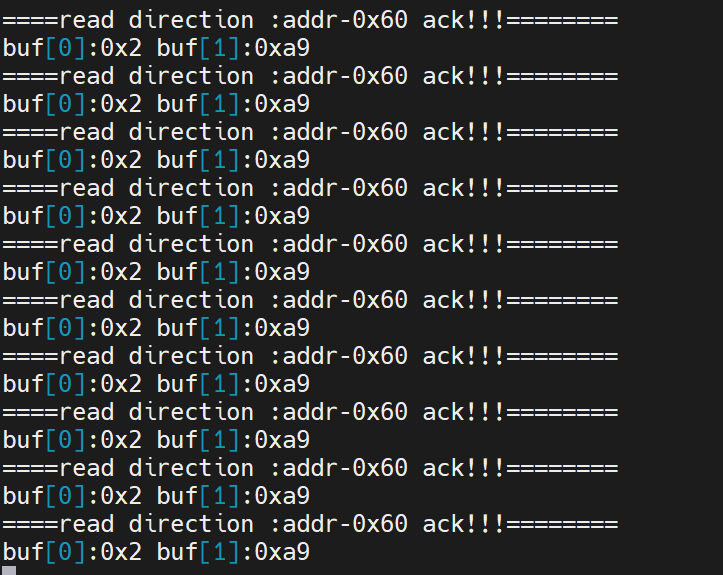 ====read direction :addr-0x60 ack!!!========
buf[0]:0x2 buf[1]:0xa9
====read direction :addr-0x60 ack!!!========
buf[0]:0x2 buf[1]:0xa9
====read direction :addr-0x60 ack!!!========
buf[0]:0x2 buf[1]:0xa9
====read direction :addr-0x60 ack!!!========
buf[0]:0x2 buf[1]:0xa9
====read direction :addr-0x60 ack!!!========
buf[0]:0x2 buf[1]:0xa9
====read direction :addr-0x60 ack!!!========
buf[0]:0x2 buf[1]:0xa9
====read direction :addr-0x60 ack!!!========
buf[0]:0x2 buf[1]:0xa9
====read direction :addr-0x60 ack!!!========
buf[0]:0x2 buf[1]:0xa9
====read direction :addr-0x60 ack!!!========
buf[0]:0x2 buf[1]:0xa9
====read direction :addr-0x60 ack!!!========
buf[0]:0x2 buf[1]:0xa9